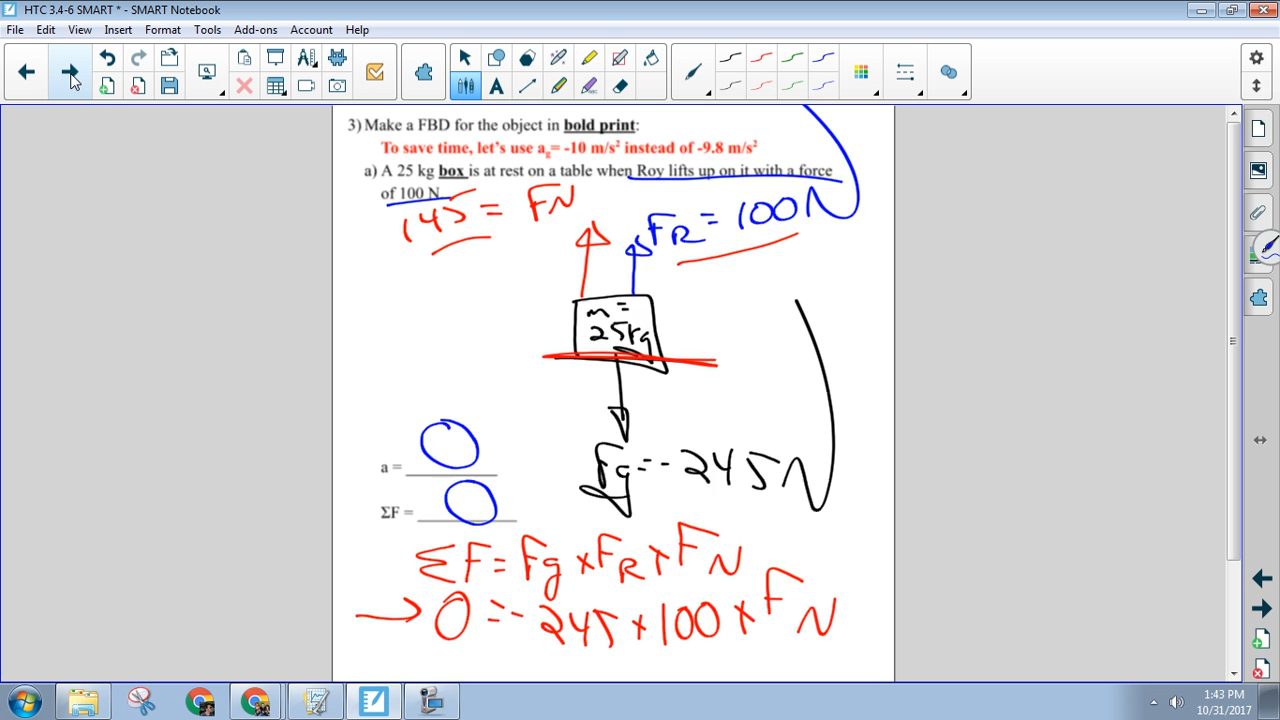 HTC 3.4-6 SMART * - SMART Notebook
File Edit View Insert Format Tools Add-ons Account Help
3) Make a FBD for the object in bold print:
To save time, let's use ag= -10 m/s² instead of -9.8 m/s²
a) A 25 kg box is at rest on a table when Roy lifts up on it with a force
of 100 N.
145 = FN
FR = 100N
m =
25kg
Fg = -245N
a =
0
ΣF =
0
ΣF = Fg + FR + FN
→ 0 = -245 + 100 + FN
1:43 PM
10/31/2017